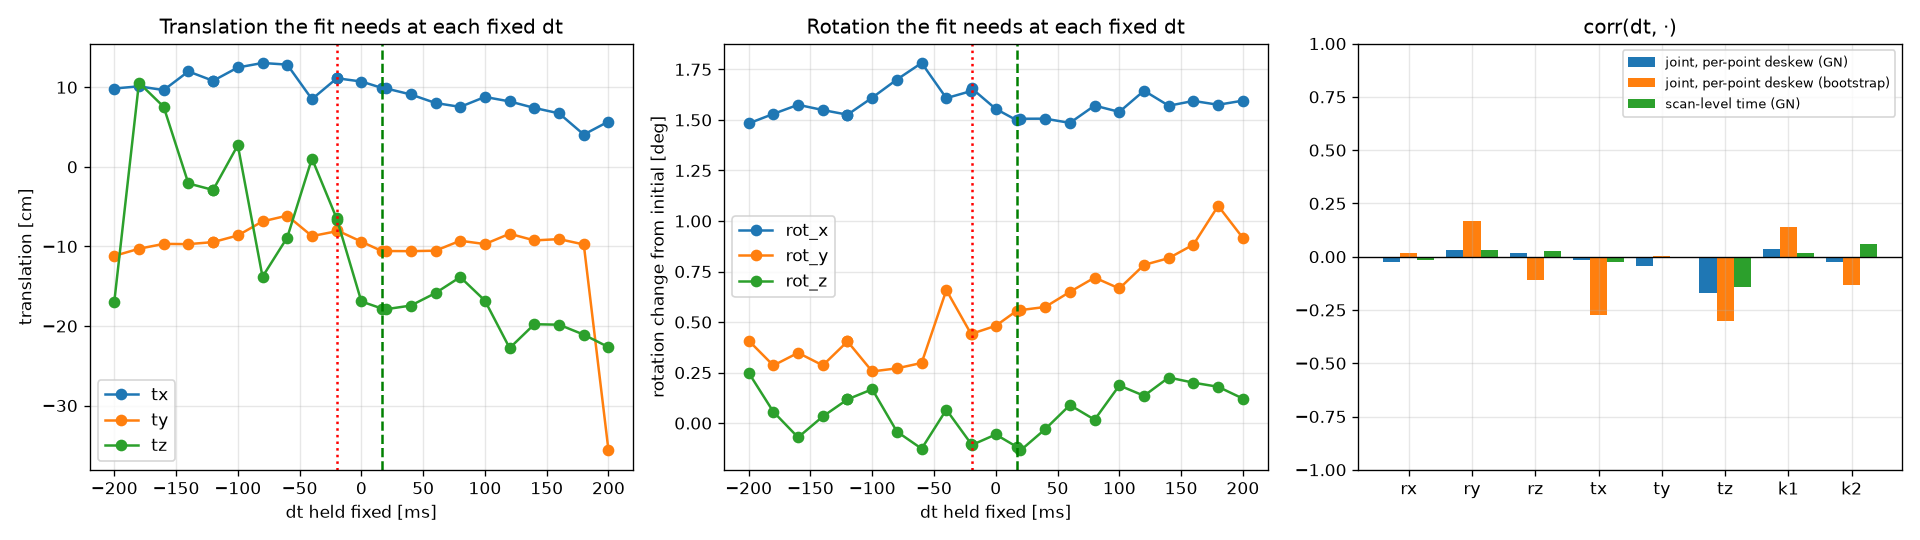 Translation the fit needs at each fixed dt
translation [cm]
10
0
−10
−20
−30
tx
ty
tz
−200 −150 −100 −50 0 50 100 150 200
dt held fixed [ms]
Rotation the fit needs at each fixed dt
rotation change from initial [deg]
1.75
1.50
1.25
1.00
0.75
0.50
0.25
0.00
rot_x
rot_y
rot_z
−200 −150 −100 −50 0 50 100 150 200
dt held fixed [ms]
corr(dt, ·)
1.00
0.75
0.50
0.25
0.00
−0.25
−0.50
−0.75
−1.00
joint, per-point deskew (GN)
joint, per-point deskew (bootstrap)
scan-level time (GN)
rx ry rz tx ty tz k1 k2